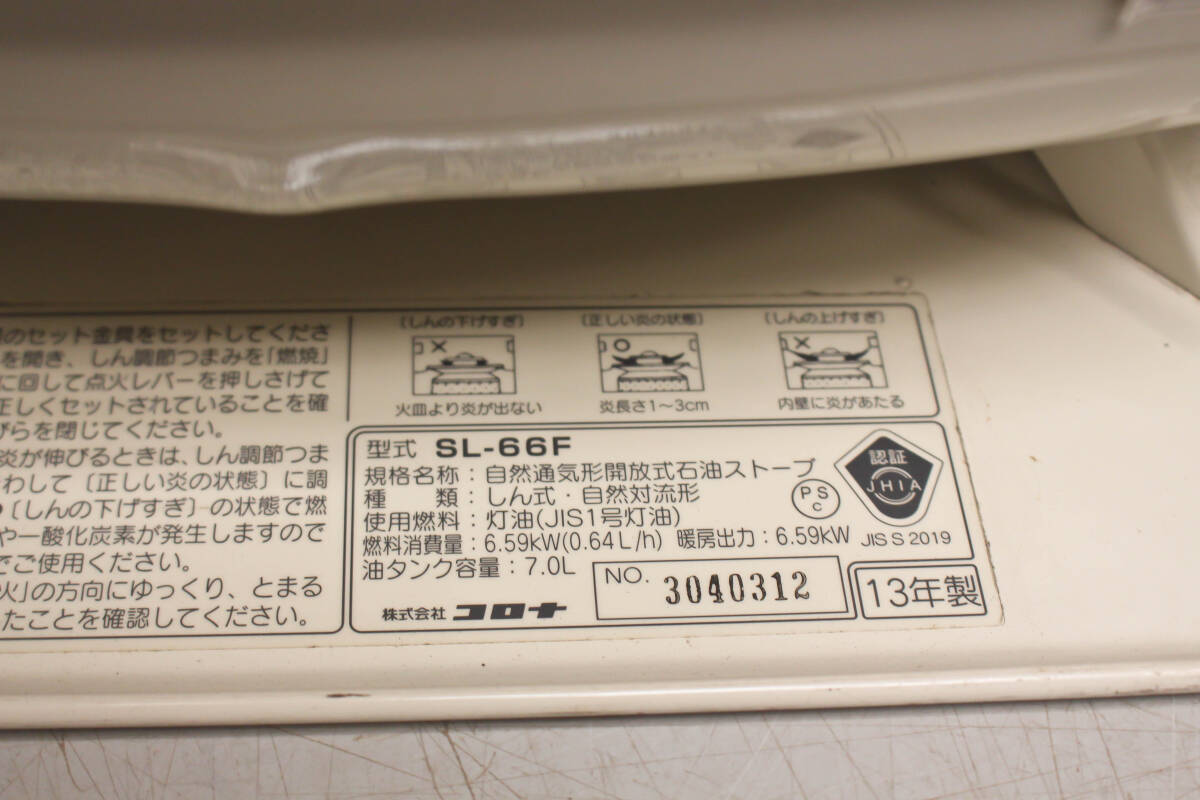 のセット金具をセットしてくださ
を開き、しん調節つまみを「燃焼」
に回して点火レバーを押しさげて
正しくセットされていることを確
びらを閉じてください。
炎が伸びるときは、しん調節つま
わして〔正しい炎の状態〕に調
〔しんの下げすぎ〕の状態で燃
や一酸化炭素が発生しますので
でご使用ください。
火」の方向にゆっくり、とまる
たことを確認してください。
〔しんの下げすぎ〕
×
火皿より炎が出ない
〔正しい炎の状態〕
○
炎長さ1〜3cm
〔しんの上げすぎ〕
×
内壁に炎があたる
型式 SL-66F
規格名称：自然通気形開放式石油ストーブ
種　類：しん式・自然対流形
使用燃料：灯油(JIS1号灯油)
燃料消費量：6.59kW(0.64L/h) 暖房出力：6.59kW
油タンク容量：7.0L
PS
C
認証
JHIA
JIS S 2019
株式会社 コロナ
NO. 3040312
13年製